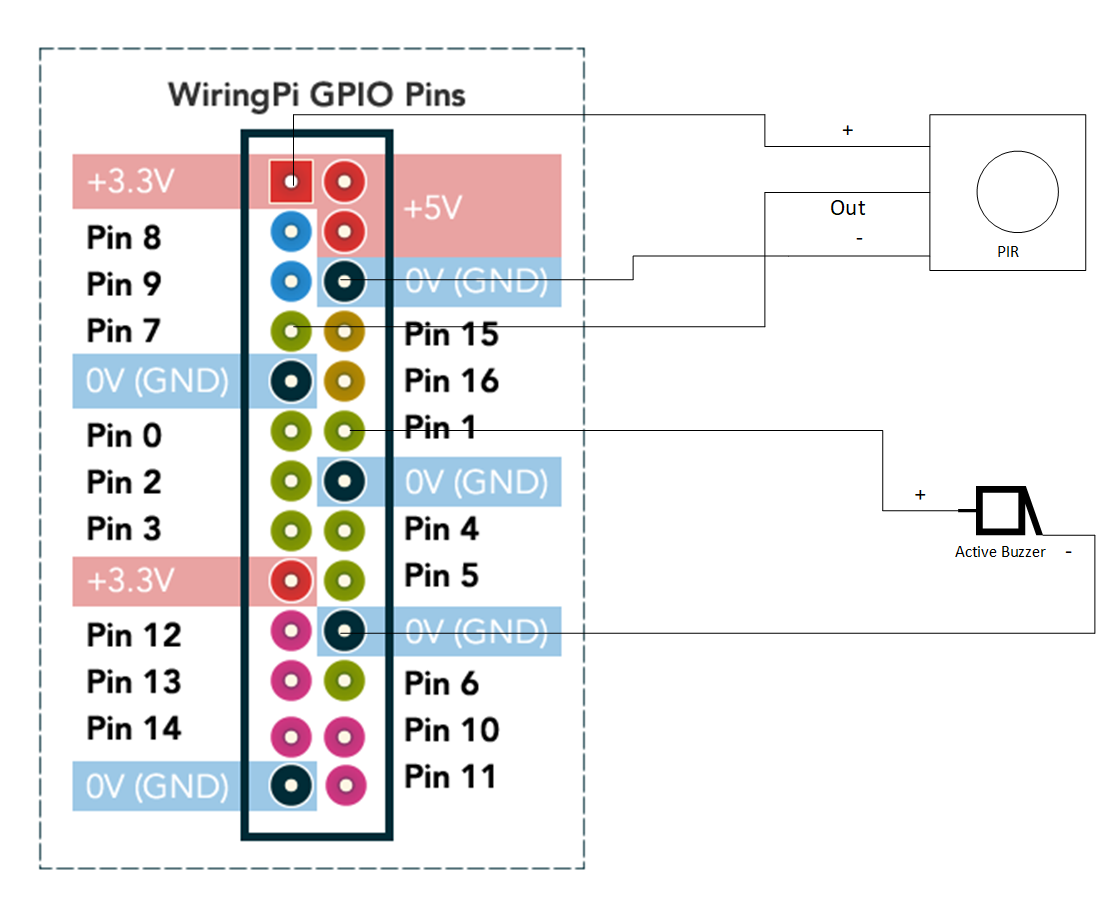 WiringPi GPIO Pins
+3.3V
Pin 8
Pin 9
Pin 7
0V (GND)
Pin 0
Pin 2
Pin 3
+3.3V
Pin 12
Pin 13
Pin 14
0V (GND)
+5V
0V (GND)
Pin 15
Pin 16
Pin 1
0V (GND)
Pin 4
Pin 5
0V (GND)
Pin 6
Pin 10
Pin 11
+
Out
-
PIR
+
Active Buzzer -